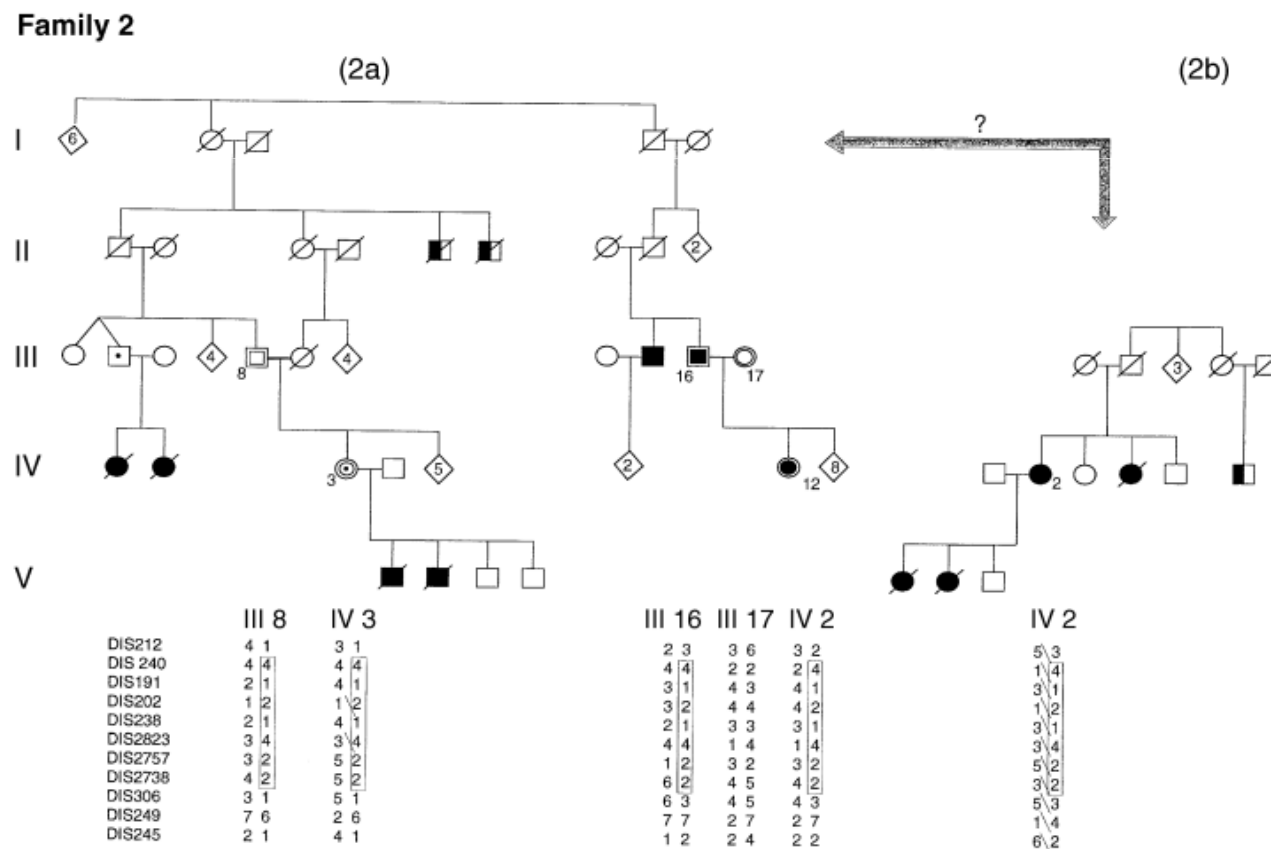 Family 2
(2a) (2b)
I 6 ?
II 2
III 4 8 4 16 17 3
IV 3 5 2 12 8 2
V
III 8 IV 3 III 16 III 17 IV 2 IV 2
DIS212 4 1 3 1 2 3 3 6 3 2 5 3
DIS 240 4 4 4 4 4 4 2 2 2 4 1 4
DIS191 2 1 4 1 3 1 4 3 4 1 3 1
DIS202 1 2 1 2 3 2 4 4 4 2 1 2
DIS238 2 1 4 1 2 1 3 3 3 1 3 1
DIS2823 3 4 3 4 4 4 1 4 1 4 3 4
DIS2757 3 2 5 2 1 2 3 2 3 2 5 2
DIS2738 4 2 5 2 6 2 4 5 4 2 3 2
DIS306 3 1 5 1 6 3 4 5 4 3 5 3
DIS249 7 6 2 6 7 7 2 7 2 7 1 4
DIS245 2 1 4 1 1 2 2 4 2 2 6 2